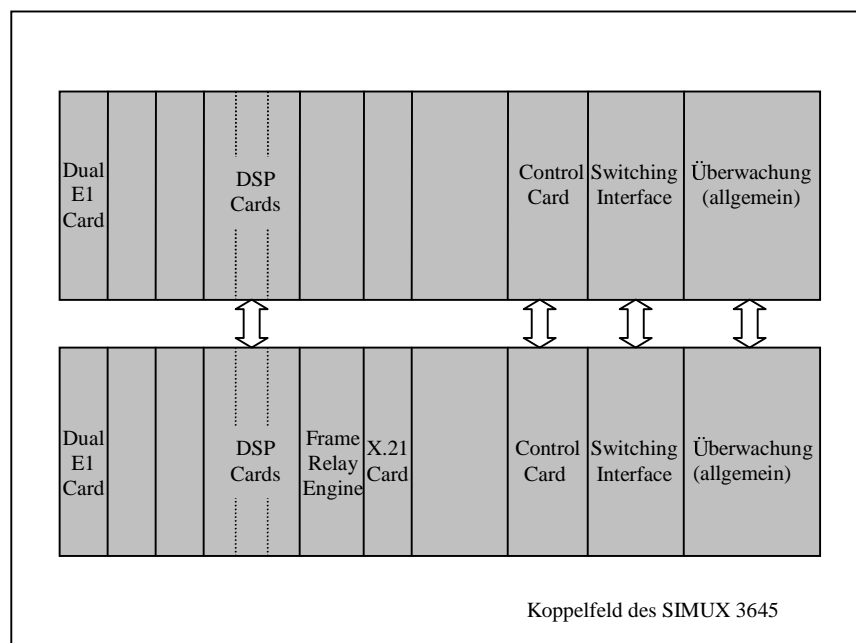 Dual
E1
Card
DSP
Cards
Control
Card
Switching
Interface
Überwachung
(allgemein)
Dual
E1
Card
DSP
Cards
Frame
Relay
Engine
X.21
Card
Control
Card
Switching
Interface
Überwachung
(allgemein)
Koppelfeld des SIMUX 3645